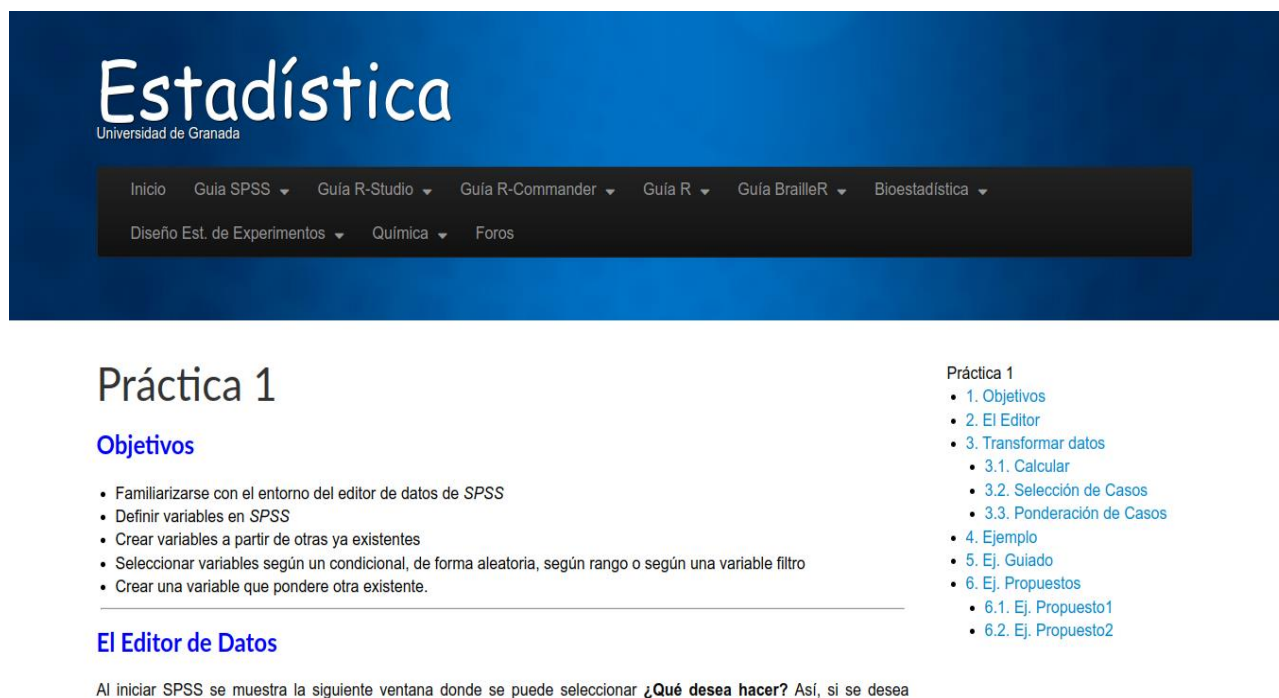 Estadística
Universidad de Granada
Inicio Guia SPSS Guía R-Studio Guía R-Commander Guía R Guía BrailleR Bioestadística
Diseño Est. de Experimentos Química Foros
Práctica 1
Objetivos
• Familiarizarse con el entorno del editor de datos de SPSS
• Definir variables en SPSS
• Crear variables a partir de otras ya existentes
• Seleccionar variables según un condicional, de forma aleatoria, según rango o según una variable filtro
• Crear una variable que pondere otra existente.
El Editor de Datos
Al iniciar SPSS se muestra la siguiente ventana donde se puede seleccionar ¿Qué desea hacer? Así, si se desea
Práctica 1
• 1. Objetivos
• 2. El Editor
• 3. Transformar datos
• 3.1. Calcular
• 3.2. Selección de Casos
• 3.3. Ponderación de Casos
• 4. Ejemplo
• 5. Ej. Guiado
• 6. Ej. Propuestos
• 6.1. Ej. Propuesto1
• 6.2. Ej. Propuesto2